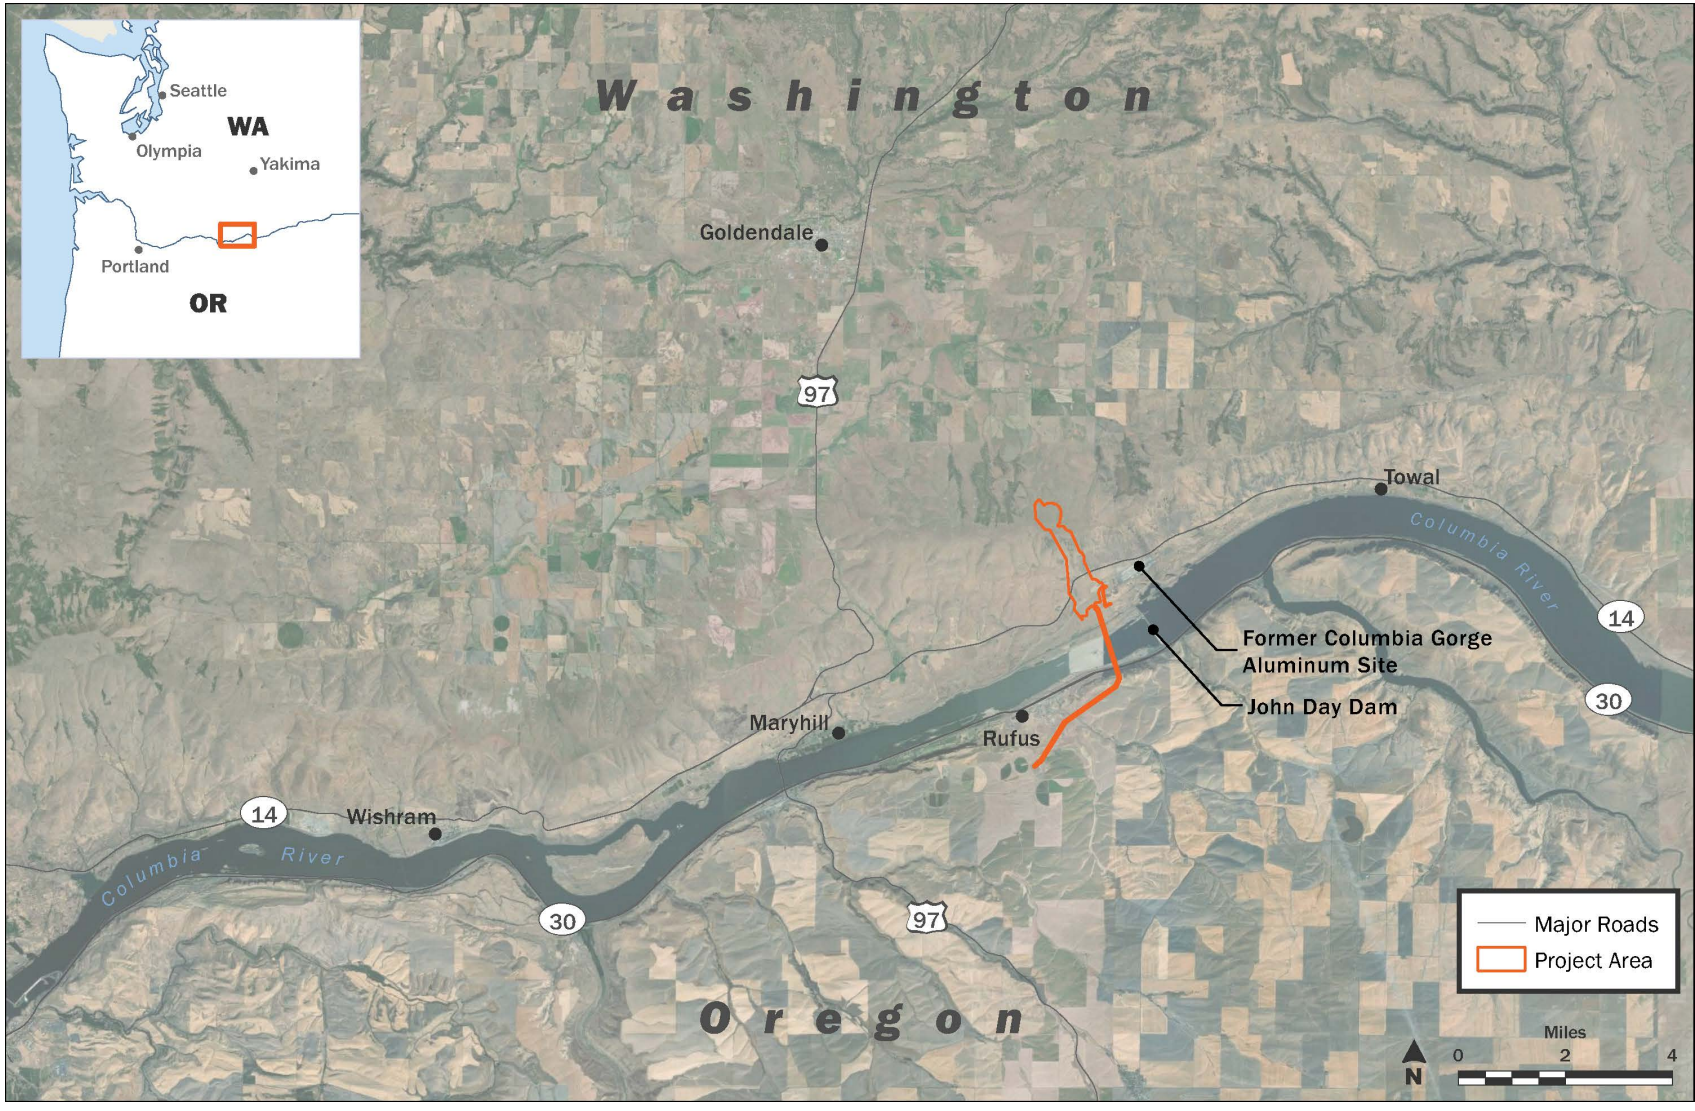 Seattle
WA
Olympia
Yakima
Portland
OR
Washington
Goldendale
97
Towal
Columbia River
14
Former Columbia Gorge
Aluminum Site
30
John Day Dam
Maryhill
Rufus
14
Wishram
Columbia River
30
97
Major Roads
Project Area
Oregon
Miles
0 2 4
N